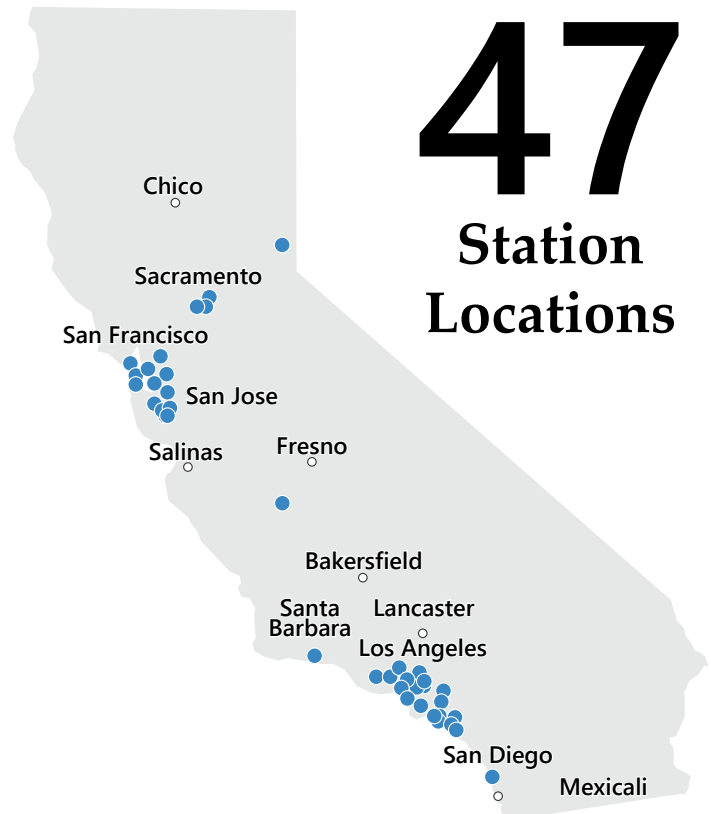 47
Station
Locations
Chico
Sacramento
San Francisco
San Jose
Salinas
Fresno
Bakersfield
Santa
Barbara
Lancaster
Los Angeles
San Diego
Mexicali